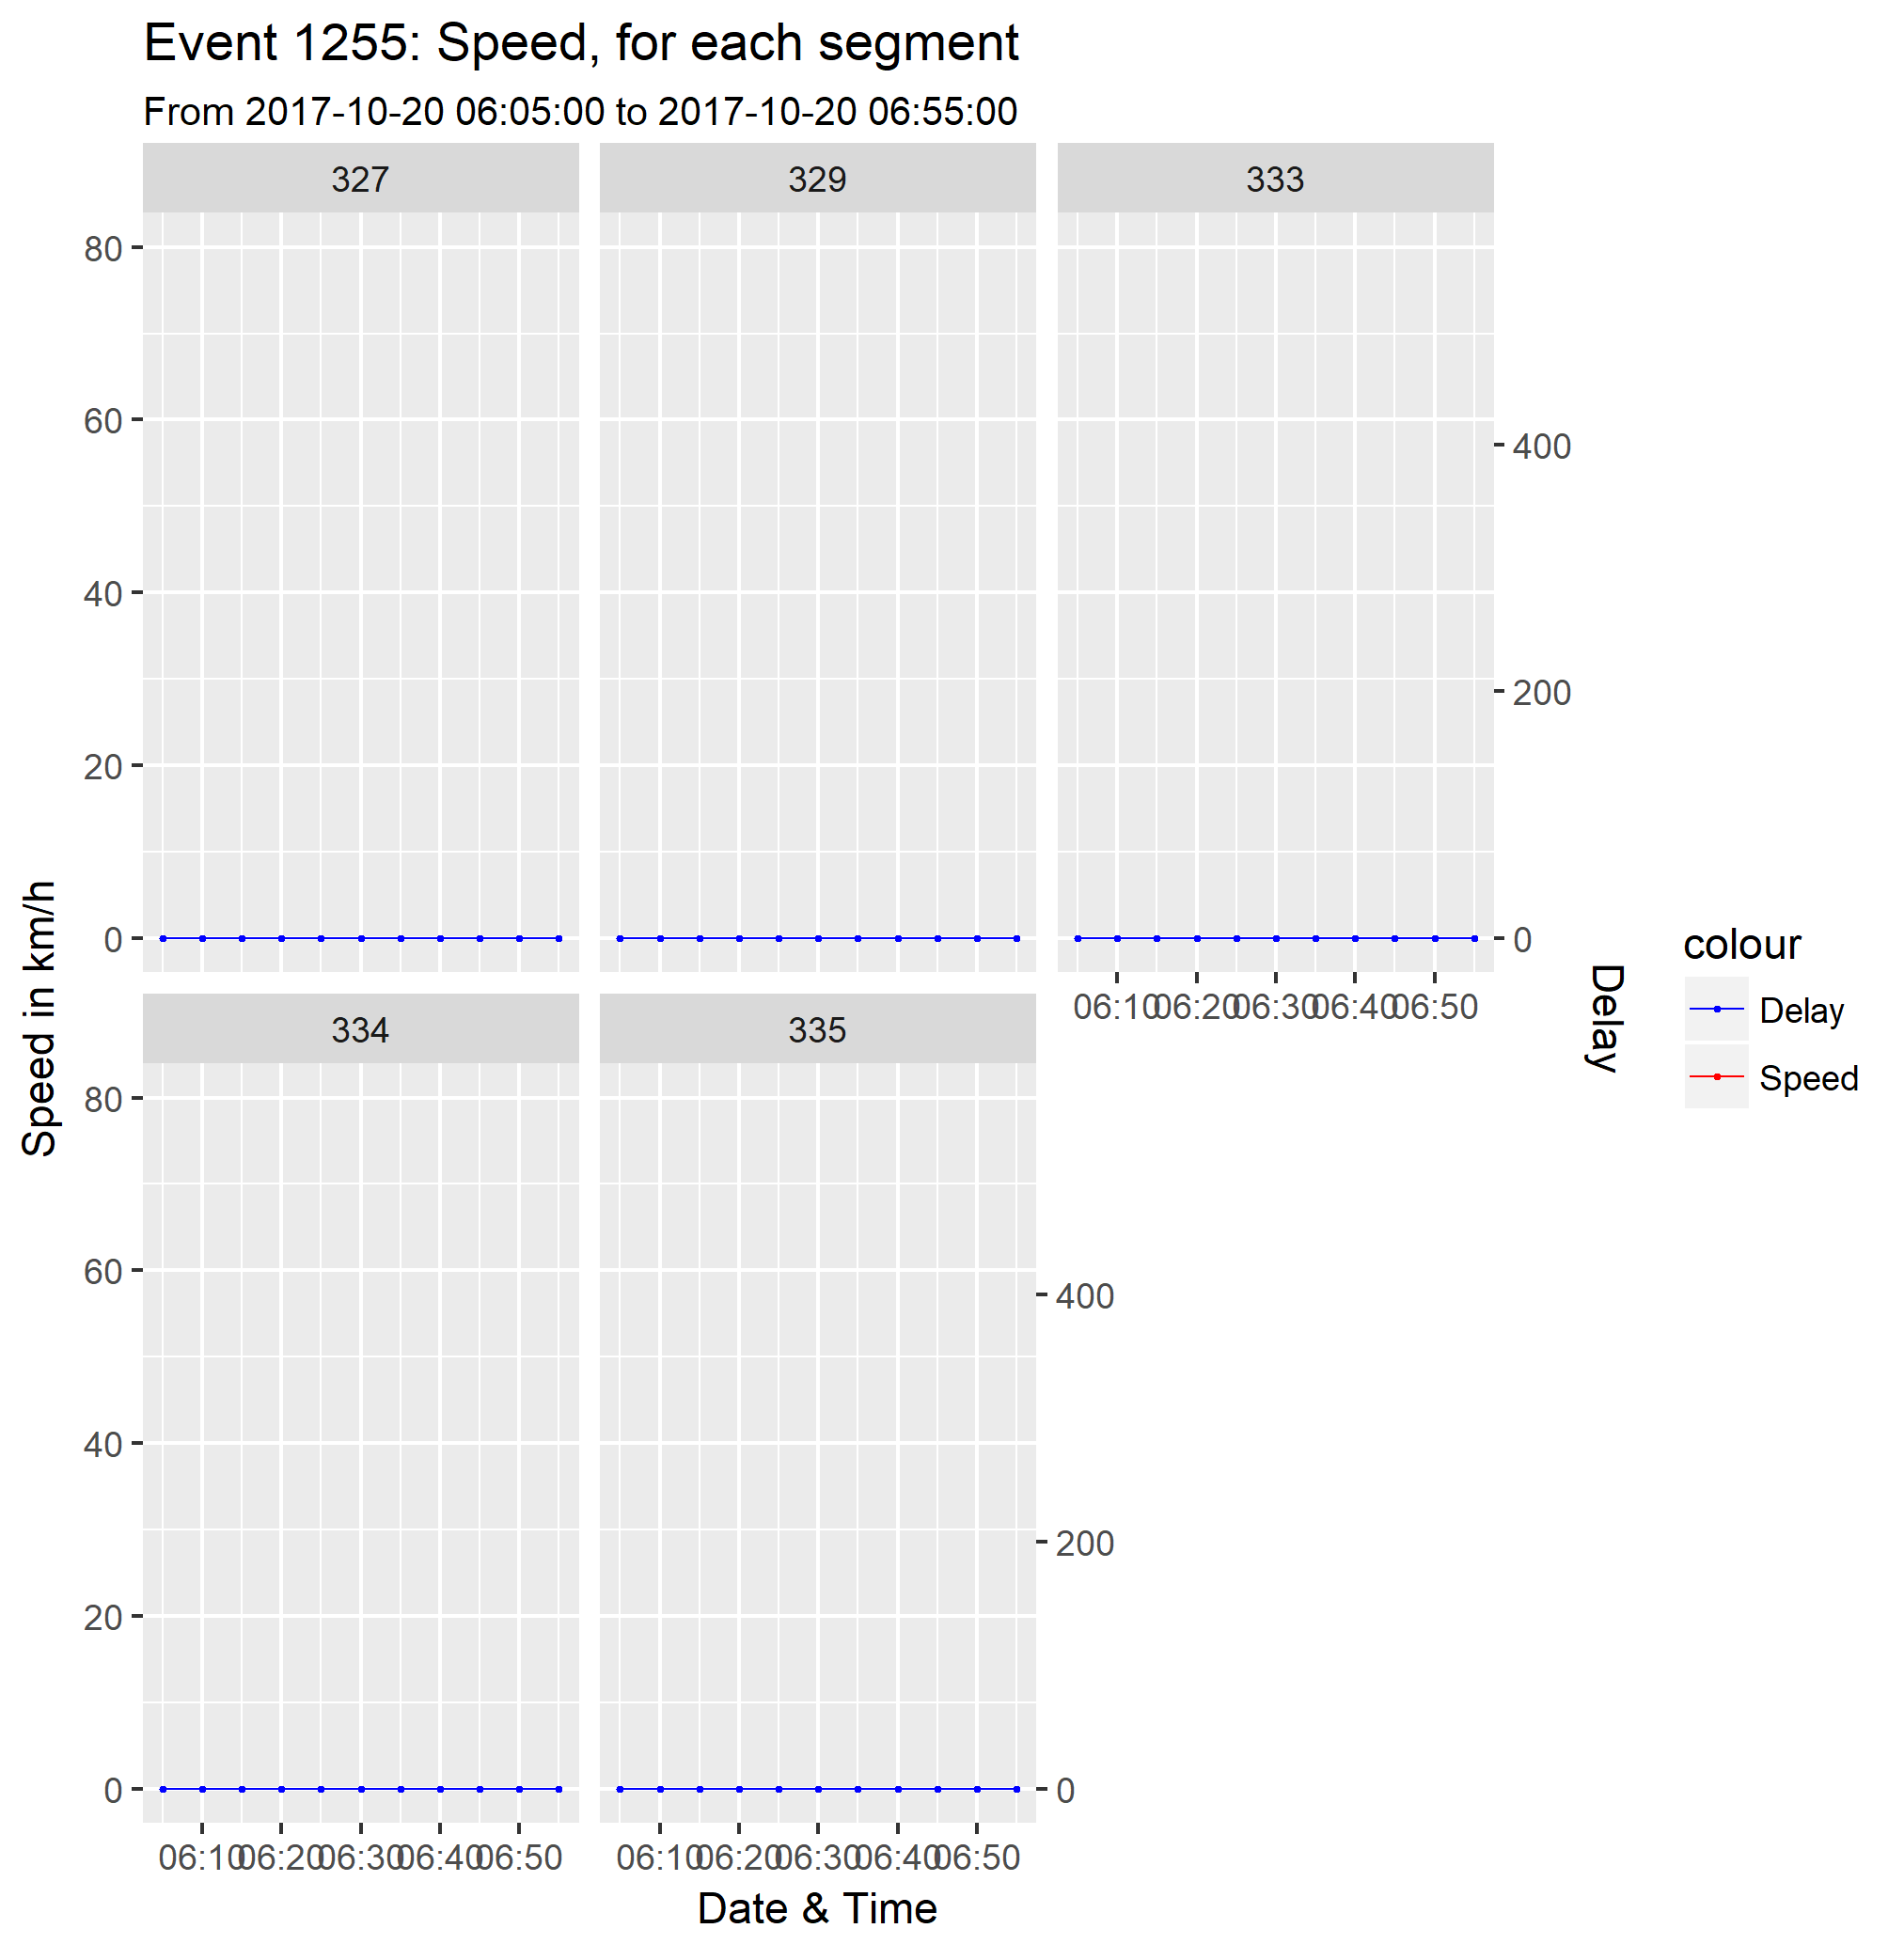 Event 1255: Speed, for each segment
From 2017-10-20 06:05:00 to 2017-10-20 06:55:00
327 329 333
80
60
40
20
0
400
200
0
06:10 06:20 06:30 06:40 06:50
Speed in km/h
Delay
colour
Delay
Speed
334 335
80
60
40
20
0
400
200
0
06:10 06:20 06:30 06:40 06:50 06:10 06:20 06:30 06:40 06:50
Date & Time